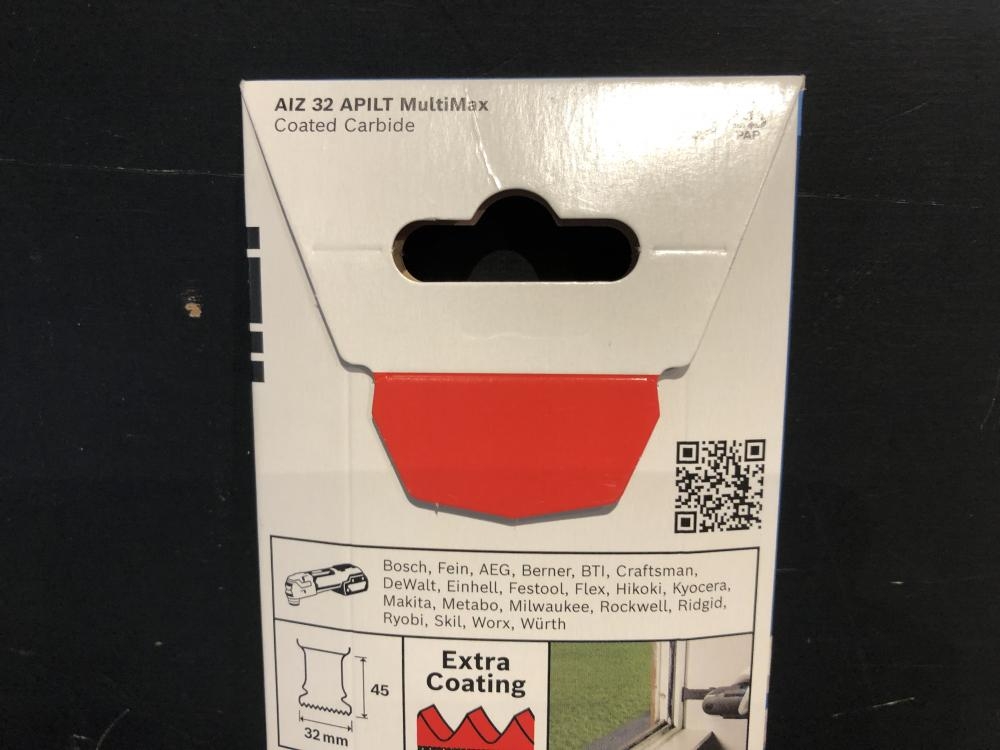 AIZ 32 APILT MultiMax
Coated Carbide
PAP
Bosch, Fein, AEG, Berner, BTI, Craftsman,
DeWalt, Einhell, Festool, Flex, Hikoki, Kyocera,
Makita, Metabo, Milwaukee, Rockwell, Ridgid,
Ryobi, Skil, Worx, Würth
45
32 mm
Extra
Coating